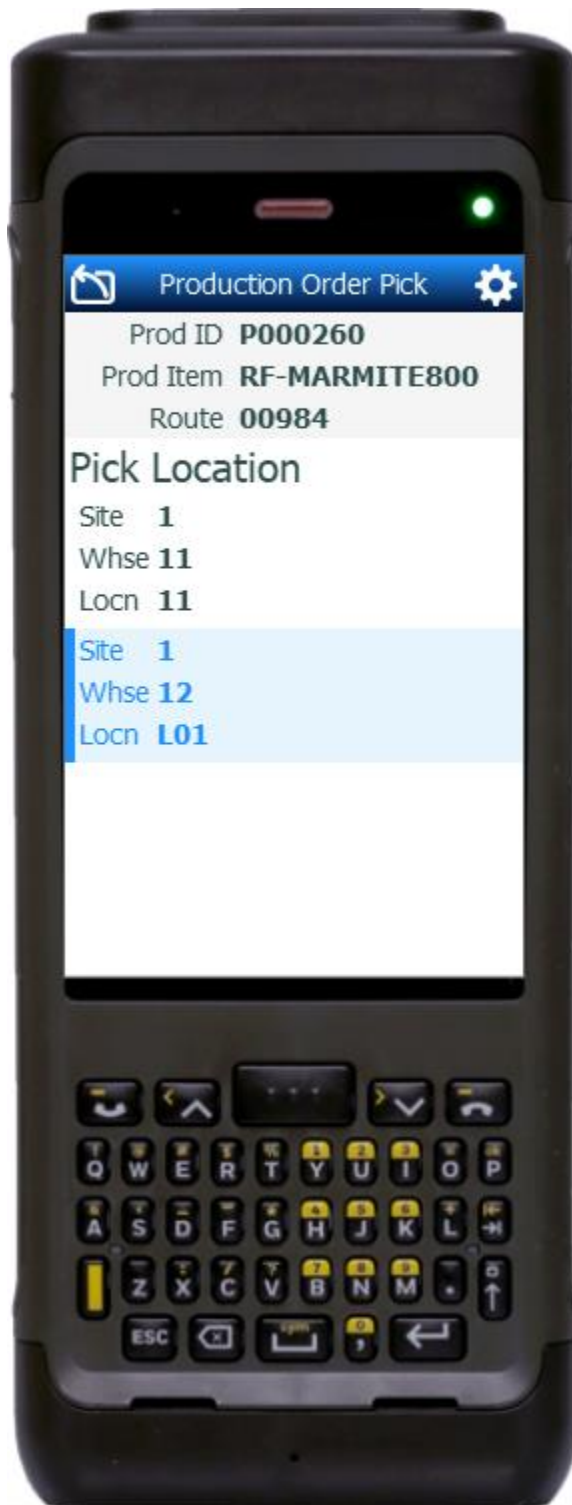 Production Order Pick
Prod ID P000260
Prod Item RF-MARMITE800
Route 00984
Pick Location
Site 1
Whse 11
Locn 11
Site 1
Whse 12
Locn L01
Q W E R T Y U I O P
A S D F G H J K L
Z X C V B N M .
ESC sym ,